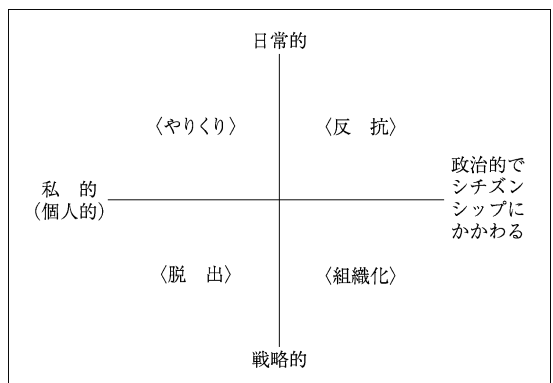 日常的
〈やりくり〉
〈反　抗〉
私　的
（個人的）
政治的で
シチズン
シップに
かかわる
〈脱　出〉
〈組織化〉
戦略的